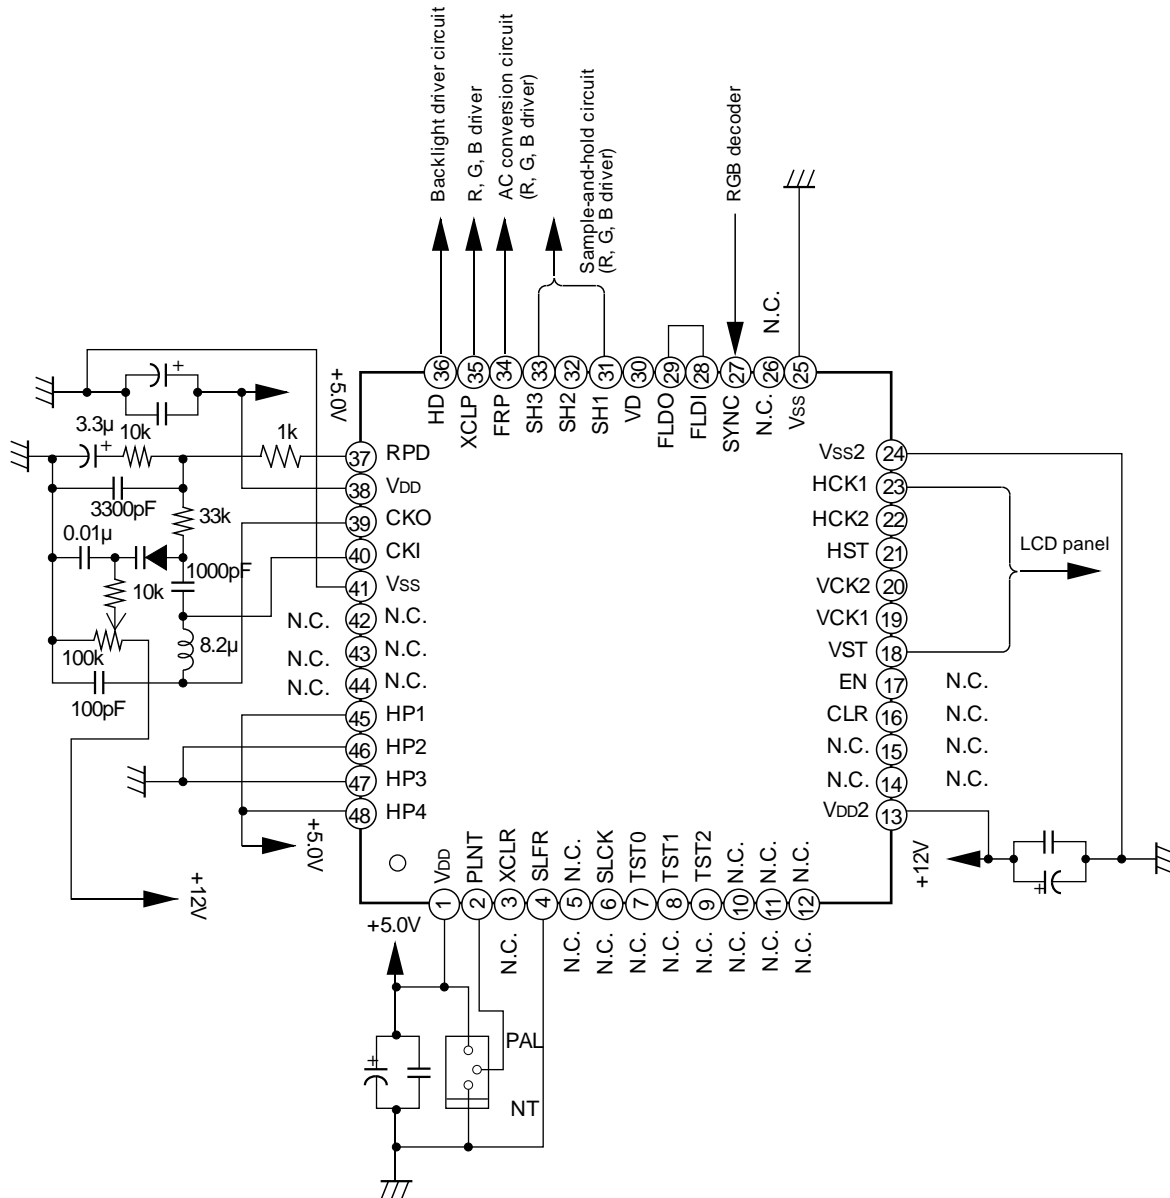 Backlight driver circuit
R, G, B driver
AC conversion circuit
(R, G, B driver)
Sample-and-hold circuit
(R, G, B driver)
RGB decoder
N.C.
36
35
34
33
32
31
30
29
28
27
26
25
HD
XCLP
FRP
SH3
SH2
SH1
VD
FLDO
FLDI
SYNC
N.C.
VSS
+
+5.0V
3.3µ
+
10k
1k
3300pF
33k
0.01µ
1000pF
10k
100k
8.2µ
100pF
37 RPD
38 VDD
39 CKO
40 CKI
41 VSS
N.C. 42 N.C.
N.C. 43 N.C.
N.C. 44 N.C.
45 HP1
46 HP2
47 HP3
48 HP4
+5.0V
+12V
VSS2 24
HCK1 23
HCK2 22
HST 21
VCK2 20
VCK1 19
VST 18
EN 17 N.C.
CLR 16 N.C.
N.C. 15 N.C.
N.C. 14 N.C.
VDD2 13
LCD panel
+12V
+
VDD
PLNT
XCLR
SLFR
N.C.
SLCK
TST0
TST1
TST2
N.C.
N.C.
N.C.
1
2
3
4
5
6
7
8
9
10
11
12
N.C.
N.C.
N.C.
N.C.
N.C.
N.C.
N.C.
N.C.
N.C.
+5.0V
+
PAL
NT